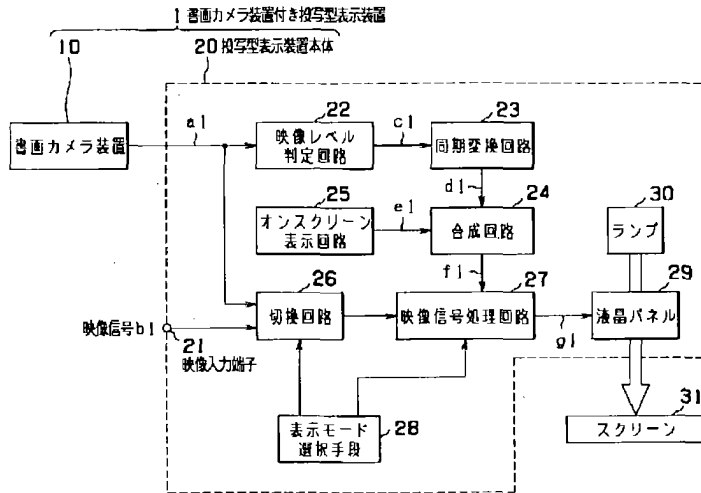 1 書画カメラ装置付き投写型表示装置
10
20 投写型表示装置本体
書画カメラ装置
a1
22
映像レベル
判定回路
c1
23
同期変換回路
d1
25
オンスクリーン
表示回路
e1
24
合成回路
f1
30
ランプ
26
切換回路
27
映像信号処理回路
g1
29
液晶パネル
映像信号b1
21
映像入力端子
表示モード
選択手段
28
31
スクリーン